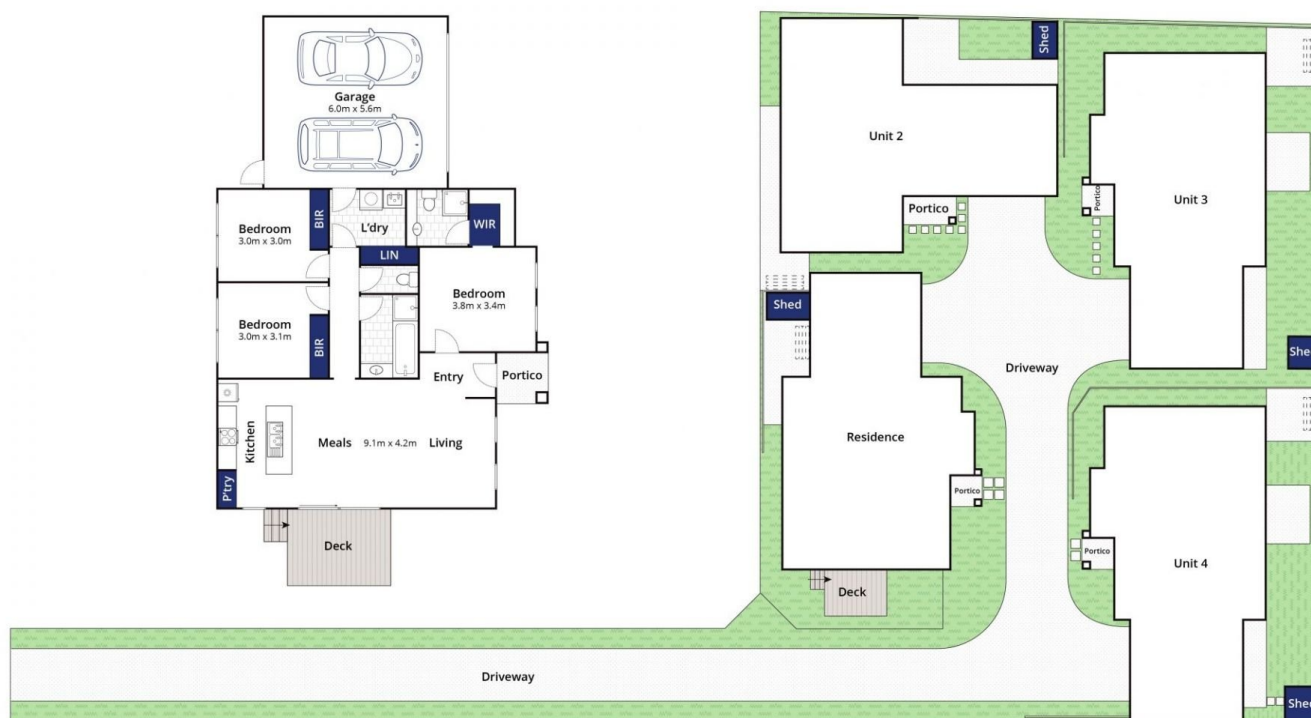 Garage
6.0m x 5.6m
Bedroom
3.0m x 3.0m
BIR
L'dry
WIR
LIN
Bedroom
3.8m x 3.4m
Bedroom
3.0m x 3.1m
BIR
Entry
Portico
Kitchen
Meals 9.1m x 4.2m Living
P'try
Deck
Shed
Unit 2
Portico
Portico
Unit 3
Shed
Driveway
Shed
Residence
Portico
Portico
Unit 4
Deck
Driveway
Shed